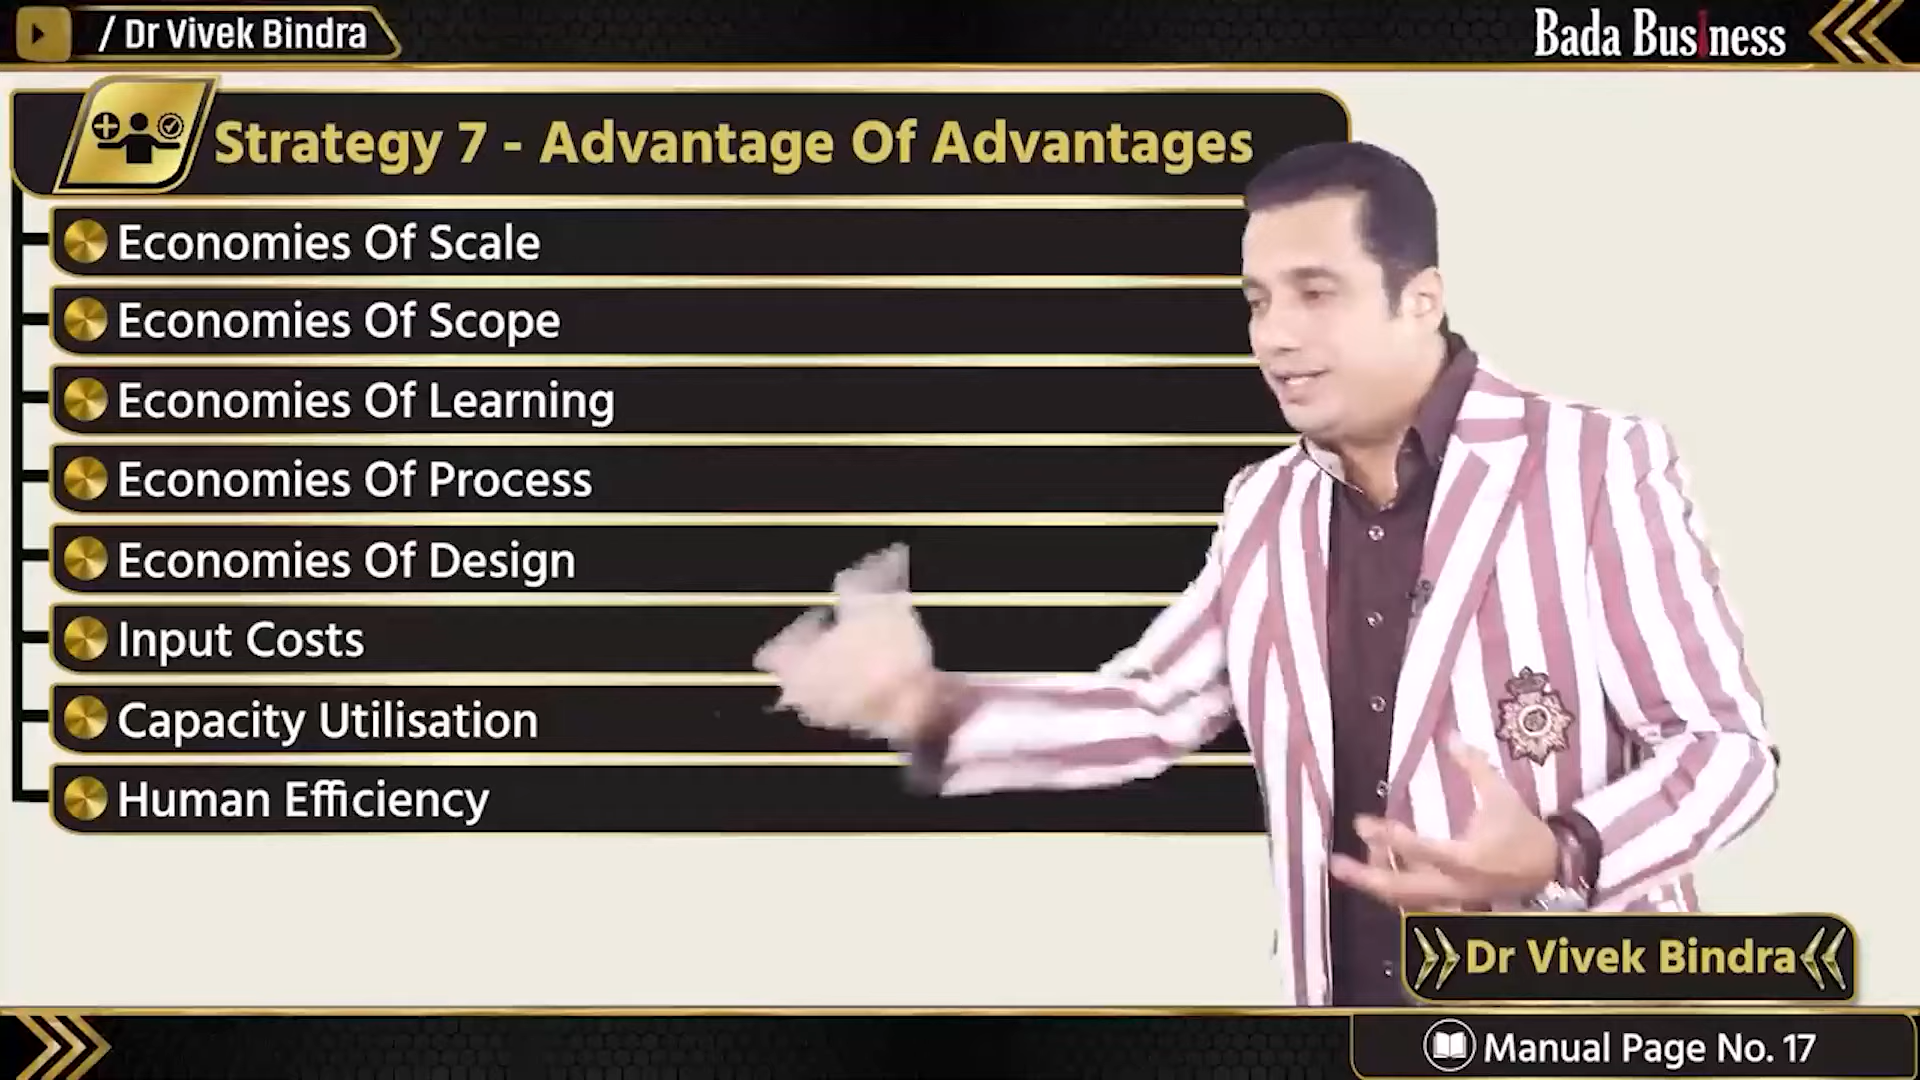 / Dr Vivek Bindra
Bada Business
Strategy 7 - Advantage Of Advantages
Economies Of Scale
Economies Of Scope
Economies Of Learning
Economies Of Process
Economies Of Design
Input Costs
Capacity Utilisation
Human Efficiency
Dr Vivek Bindra
Manual Page No. 17